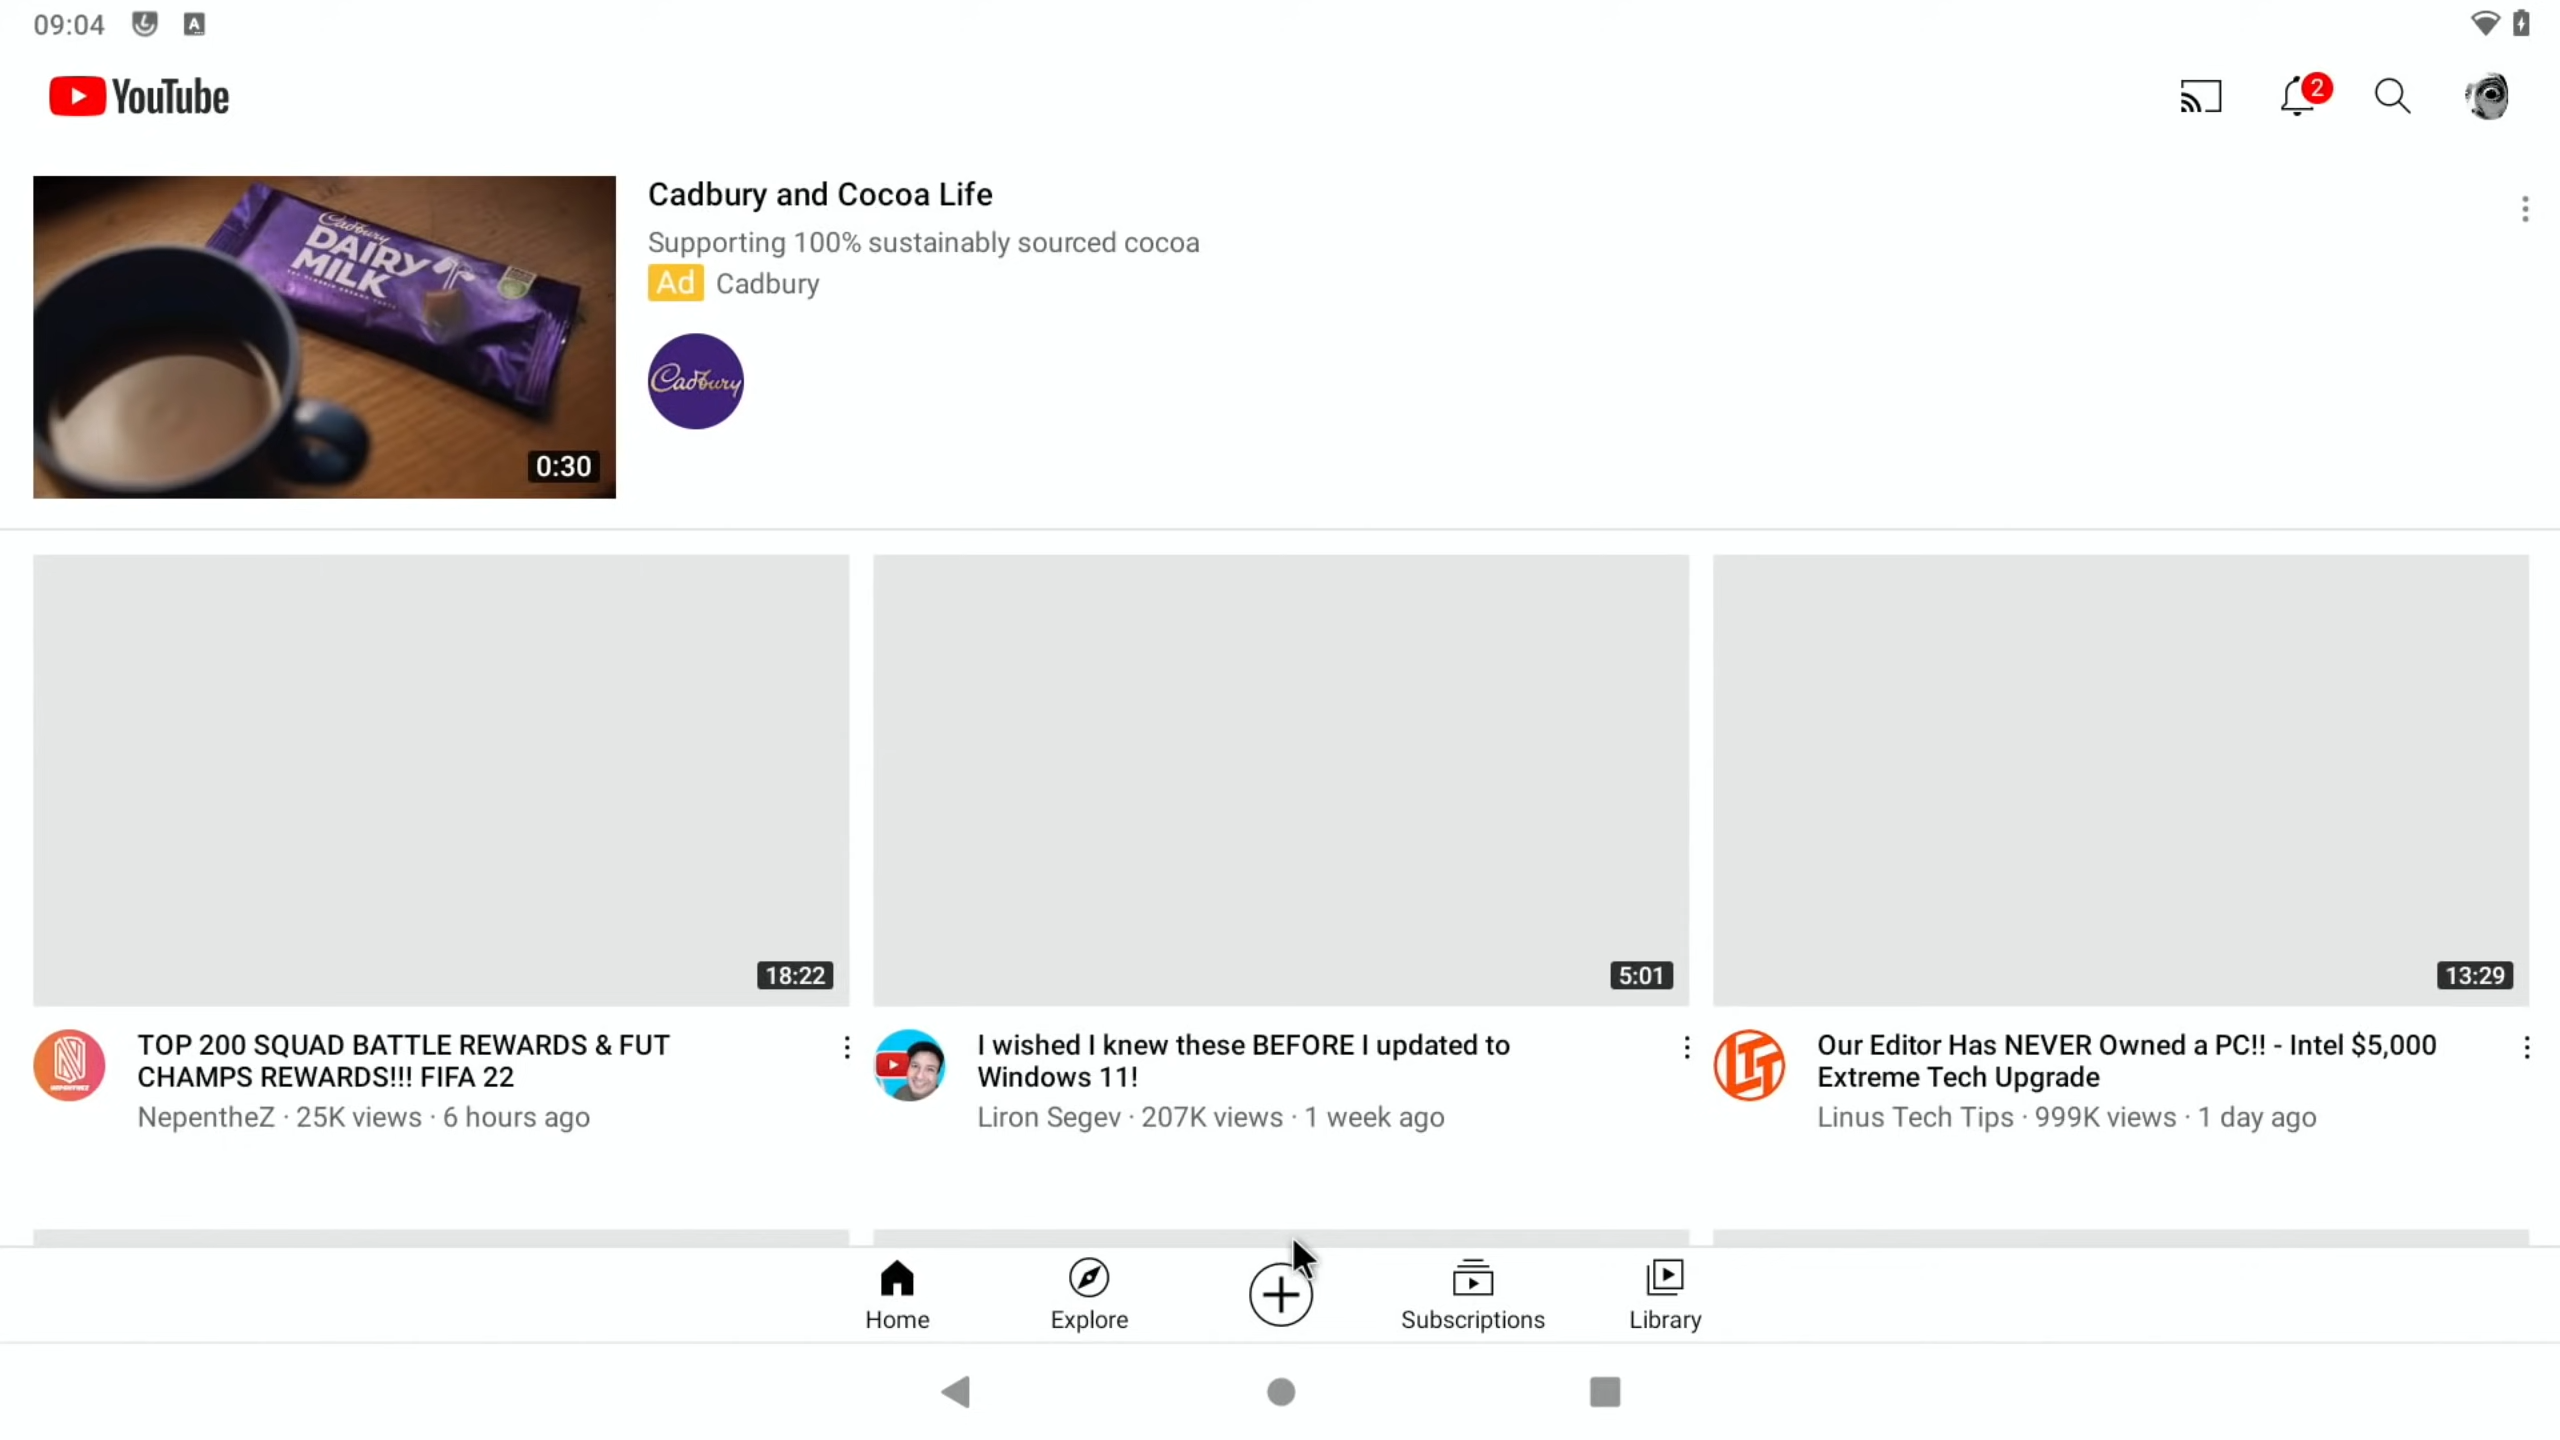 09:04
YouTube
2
Cadbury
DAIRY
MILK
0:30
Cadbury and Cocoa Life
Supporting 100% sustainably sourced cocoa
Ad Cadbury
Cadbury
18:22
5:01
13:29
TOP 200 SQUAD BATTLE REWARDS & FUT
CHAMPS REWARDS!!! FIFA 22
NepentheZ · 25K views · 6 hours ago
I wished I knew these BEFORE I updated to
Windows 11!
Liron Segev · 207K views · 1 week ago
LTT
Our Editor Has NEVER Owned a PC!! - Intel $5,000
Extreme Tech Upgrade
Linus Tech Tips · 999K views · 1 day ago
Home
Explore
Subscriptions
Library